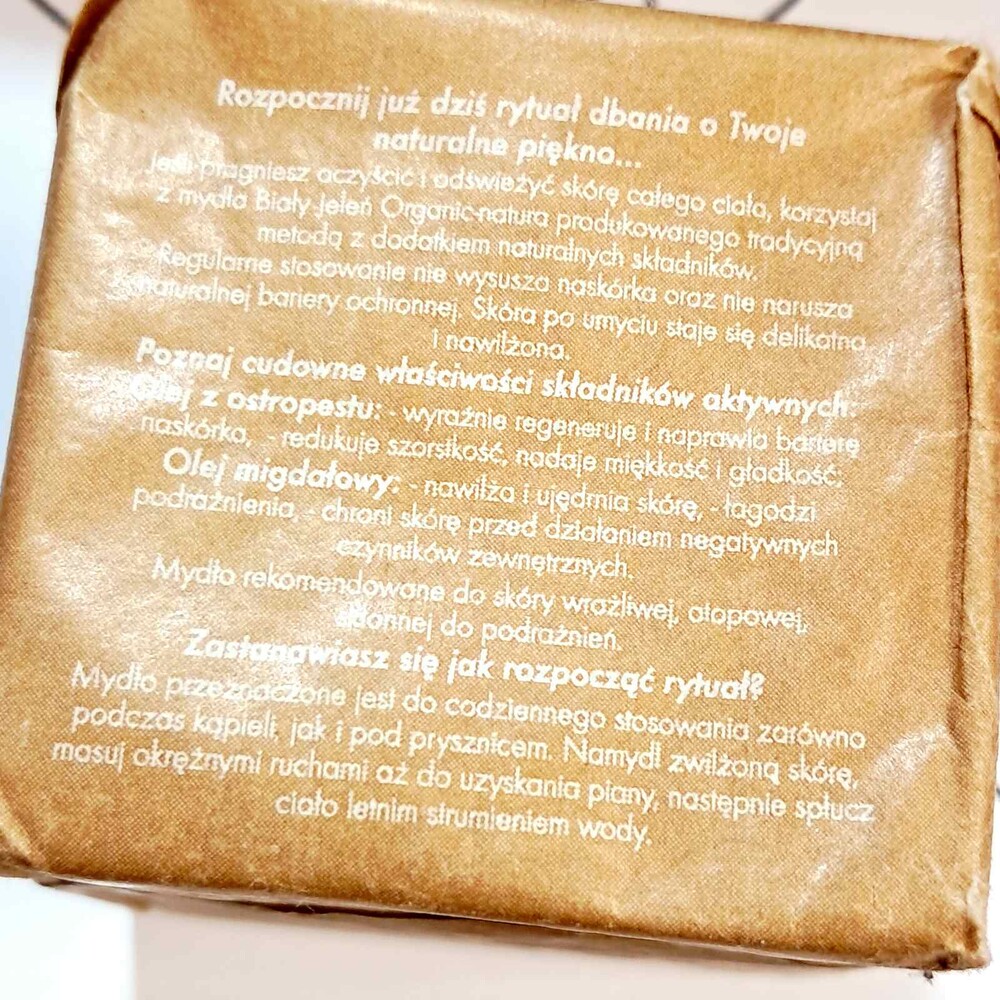 Rozpocznij już dziś rytuał dbania o Twoje
naturalne piękno...
Jeśli pragniesz oczyścić i odświeżyć skórę całego ciała, korzystaj
z mydła Biały Jeleń Organic-natura produkowanego tradycyjną
metodą z dodatkiem naturalnych składników.
Regularne stosowanie nie wysusza naskórka oraz nie narusza
naturalnej bariery ochronnej. Skóra po umyciu staje się delikatna
i nawilżona.
Poznaj cudowne właściwości składników aktywnych:
Olej z ostropestu: - wyraźnie regeneruje i naprawia barierę
naskórka, - redukuje szorstkość, nadaje miękkość i gładkość;
Olej migdałowy: - nawilża i ujędrnia skórę, - łagodzi
podrażnienia, - chroni skórę przed działaniem negatywnych
czynników zewnętrznych.
Mydło rekomendowane do skóry wrażliwej, atopowej,
skłonnej do podrażnień.
Zastanawiasz się jak rozpocząć rytuał?
Mydło przeznaczone jest do codziennego stosowania zarówno
podczas kąpieli, jak i pod prysznicem. Namydl zwilżoną skórę,
masuj okrężnymi ruchami aż do uzyskania piany, następnie spłucz
ciało letnim strumieniem wody.